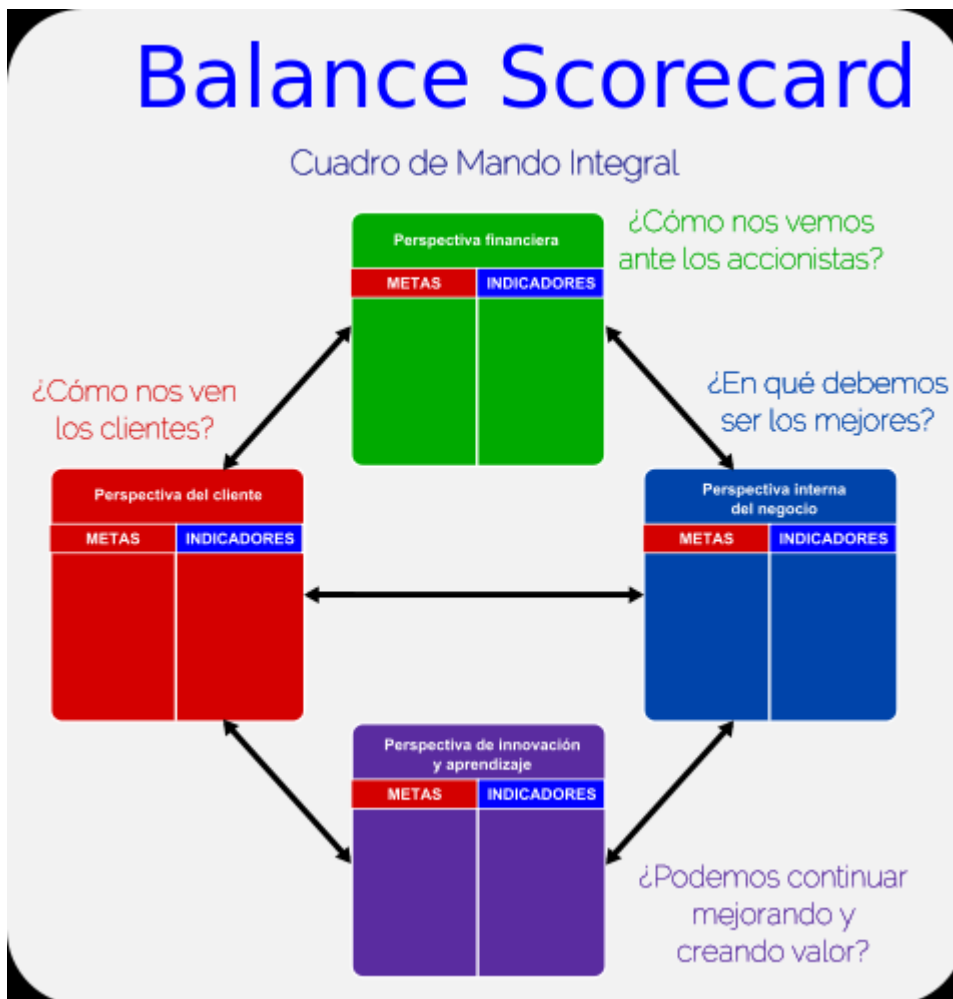 Balance Scorecard
Cuadro de Mando Integral
Perspectiva financiera
METAS INDICADORES
¿Cómo nos vemos
ante los accionistas?
¿Cómo nos ven
los clientes?
¿En qué debemos
ser los mejores?
Perspectiva del cliente
METAS INDICADORES
Perspectiva interna
del negocio
METAS INDICADORES
Perspectiva de innovación
y aprendizaje
METAS INDICADORES
¿Podemos continuar
mejorando y
creando valor?